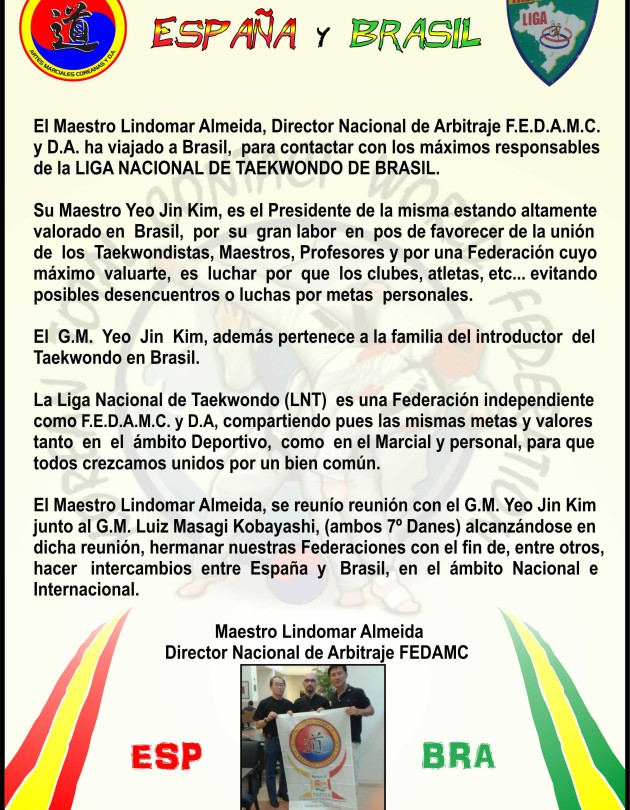 道
ARTES MARCIALES COREANAS Y D.A.
ESPAÑA Y BRASIL
LIGA
El Maestro Lindomar Almeida, Director Nacional de Arbitraje F.E.D.A.M.C.
y D.A. ha viajado a Brasil, para contactar con los máximos responsables
de la LIGA NACIONAL DE TAEKWONDO DE BRASIL.
Su Maestro Yeo Jin Kim, es el Presidente de la misma estando altamente
valorado en Brasil, por su gran labor en pos de favorecer de la unión
de los Taekwondistas, Maestros, Profesores y por una Federación cuyo
máximo valuarte, es luchar por que los clubes, atletas, etc... evitando
posibles desencuentros o luchas por metas personales.
El G.M. Yeo Jin Kim, además pertenece a la familia del introductor del
Taekwondo en Brasil.
La Liga Nacional de Taekwondo (LNT) es una Federación independiente
como F.E.D.A.M.C. y D.A, compartiendo pues las mismas metas y valores
tanto en el ámbito Deportivo, como en el Marcial y personal, para que
todos crezcamos unidos por un bien común.
El Maestro Lindomar Almeida, se reunío reunión con el G.M. Yeo Jin Kim
junto al G.M. Luiz Masagi Kobayashi, (ambos 7º Danes) alcanzándose en
dicha reunión, hermanar nuestras Federaciones con el fin de, entre otros,
hacer intercambios entre España y Brasil, en el ámbito Nacional e
Internacional.
Maestro Lindomar Almeida
Director Nacional de Arbitraje FEDAMC
ESP
道
BRA